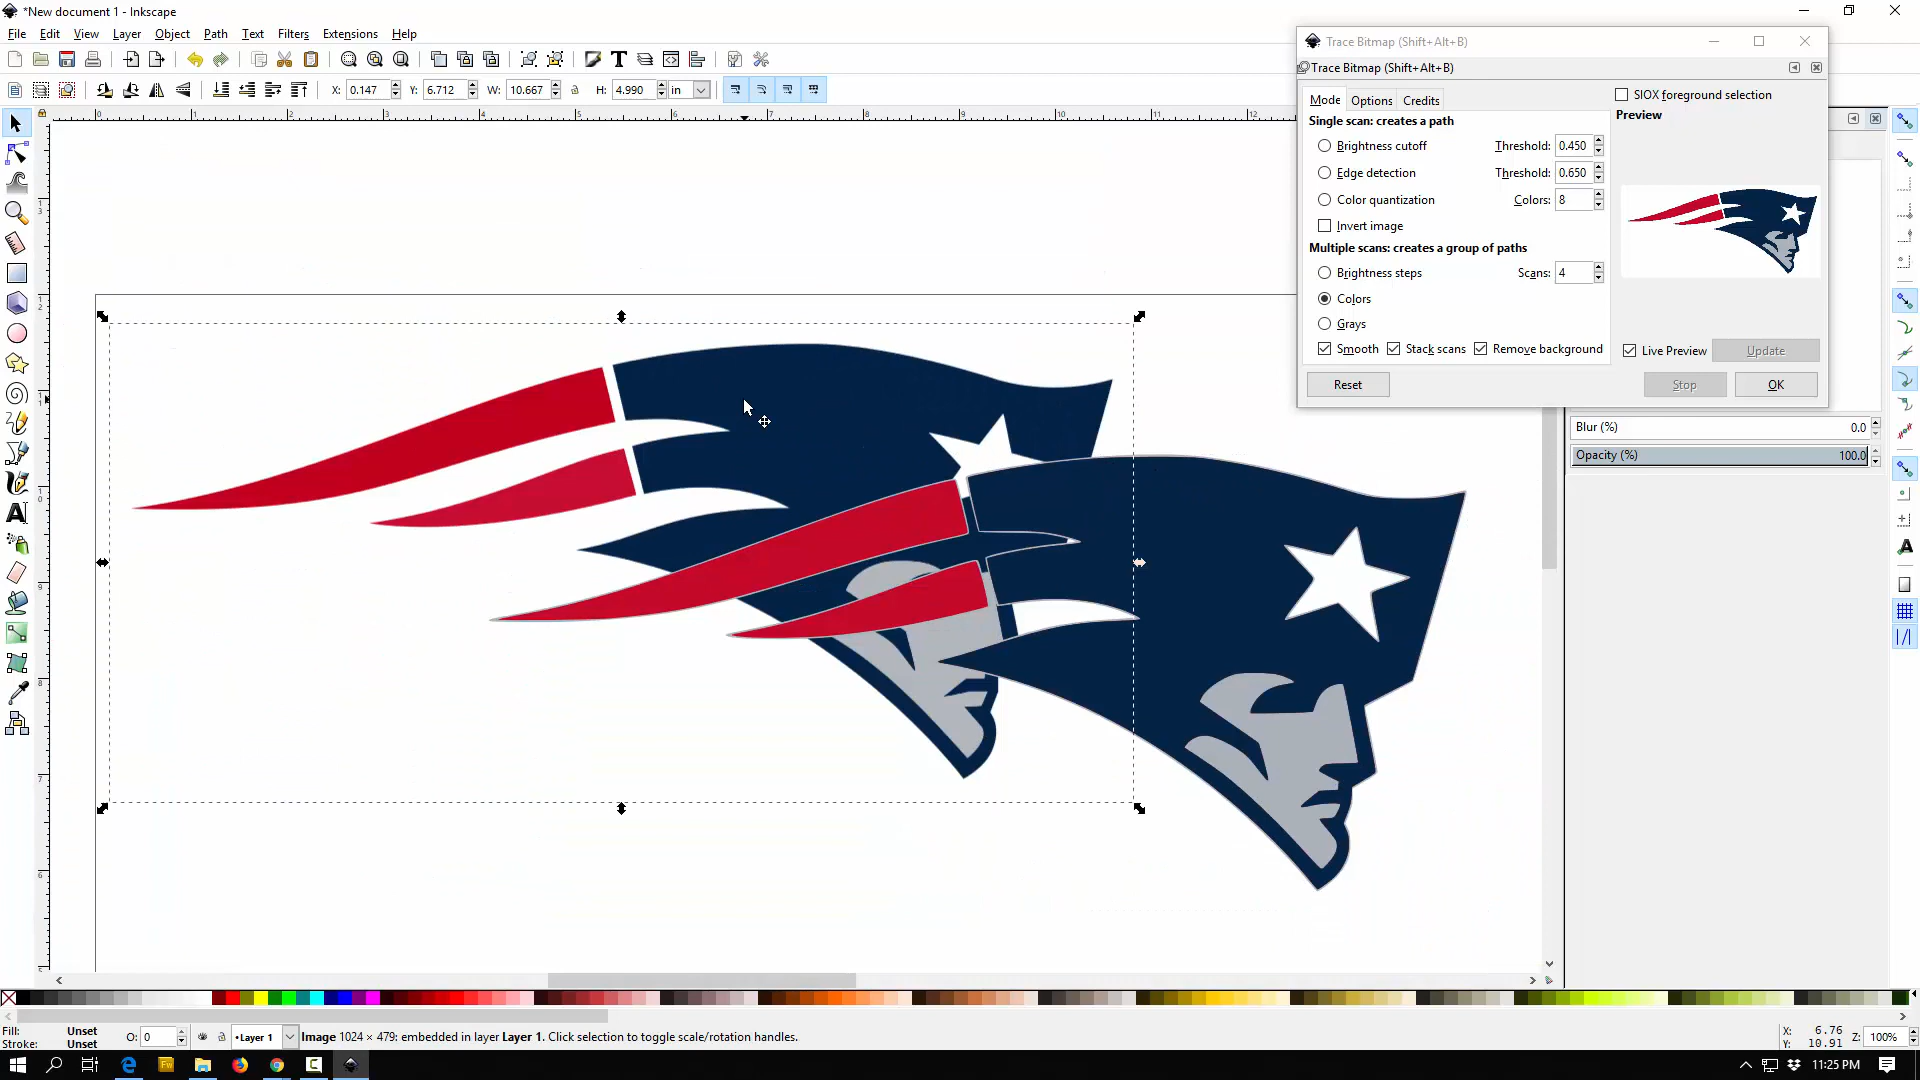 *New document 1 - Inkscape
File Edit View Layer Object Path Text Filters Extensions Help
X: 0.147 Y: 6.712 W: 10.667 H: 4.990 in
Trace Bitmap (Shift+Alt+B)
Trace Bitmap (Shift+Alt+B)
Mode Options Credits
SIOX foreground selection
Single scan: creates a path
Preview
Brightness cutoff Threshold: 0.450
Edge detection Threshold: 0.650
Color quantization Colors: 8
Invert image
Multiple scans: creates a group of paths
Brightness steps Scans: 4
Colors
Grays
Smooth Stack scans Remove background
Live Preview Update
Reset Stop OK
Blur (%) 0.0
Opacity (%) 100.0
Fill: Unset
Stroke: Unset
O: 0
•Layer 1
Image 1024 × 479: embedded in layer Layer 1. Click selection to toggle scale/rotation handles.
X: 6.76
Y: 10.91
Z: 100%
11:25 PM